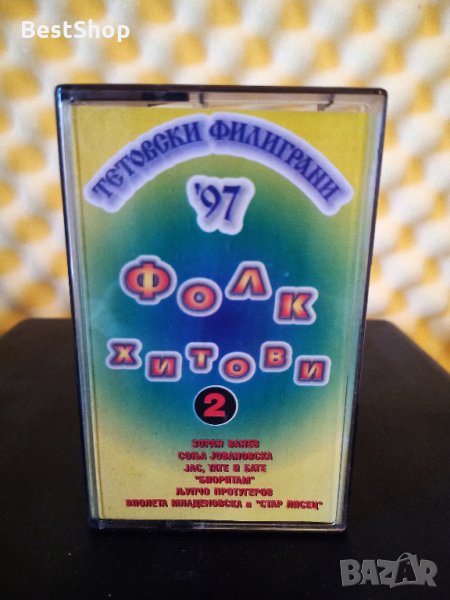 BestShop
ТЕТОВСКИ ФИЛИГРАНИ
'97
ФОЛК
ХИТОВИ
2
ЗОРАН ВАНЕВ
СОЊА ЈОВАНОВСКА
ЈАС, ТАТЕ И БАТЕ
"БИОРИТАМ"
ЉУПЧО ПРОТУГЕРОВ
ВИОЛЕТА МЛАДЕНОВСКА и "СТАР ЛИСЕЦ"
BAZAR